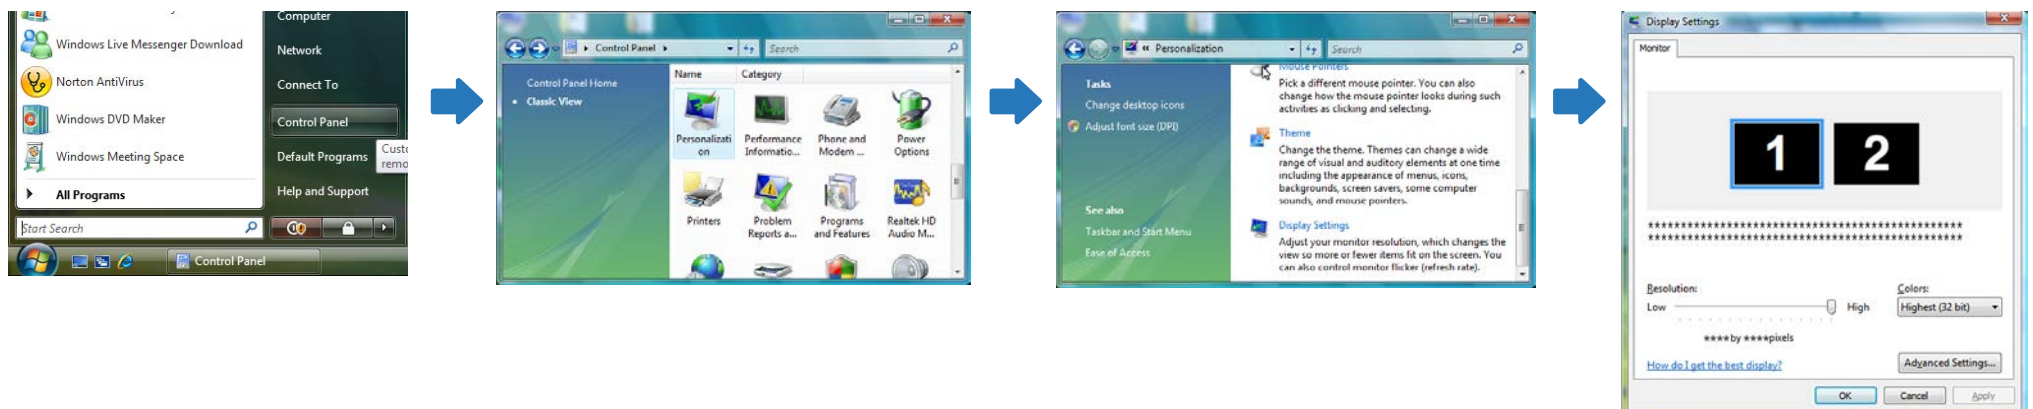 Computer
Windows Live Messenger Download
Network
Norton AntiVirus
Connect To
Windows DVD Maker
Control Panel
Windows Meeting Space
Default Programs
Custo
remo
All Programs
Help and Support
Start Search
Control Panel
Control Panel
Search
Control Panel Home
Classic View
Name
Category
Personalizati
on
Performance
Informatio...
Phone and
Modem ...
Power
Options
Printers
Problem
Reports a...
Programs
and Features
Realtek HD
Audio M...
« Personalization
Search
Tasks
Change desktop icons
Adjust font size (DPI)
See also
Taskbar and Start Menu
Ease of Access
Mouse Pointers
Pick a different mouse pointer. You can also
change how the mouse pointer looks during such
activities as clicking and selecting.
Theme
Change the theme. Themes can change a wide
range of visual and auditory elements at one time
including the appearance of menus, icons,
backgrounds, screen savers, some computer
sounds, and mouse pointers.
Display Settings
Adjust your monitor resolution, which changes the
view so more or fewer items fit on the screen. You
can also control monitor flicker (refresh rate).
Display Settings
Monitor
1
2
****************************************
****************************************
Resolution:
Low
High
****by ****pixels
Colors:
Highest (32 bit)
How do I get the best display?
Advanced Settings...
OK
Cancel
Apply